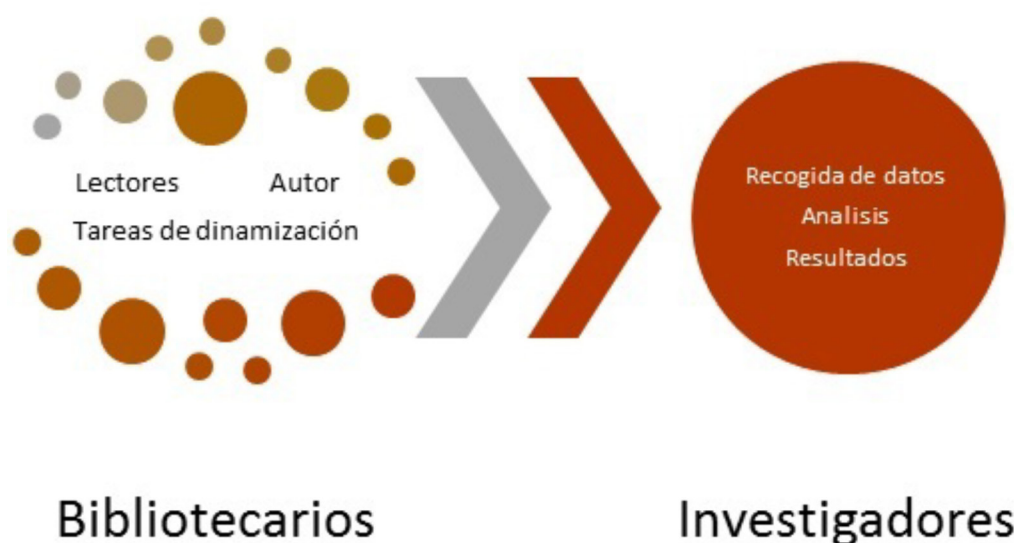 Lectores Autor
Tareas de dinamización
Recogida de datos
Analisis
Resultados
Bibliotecarios
Investigadores